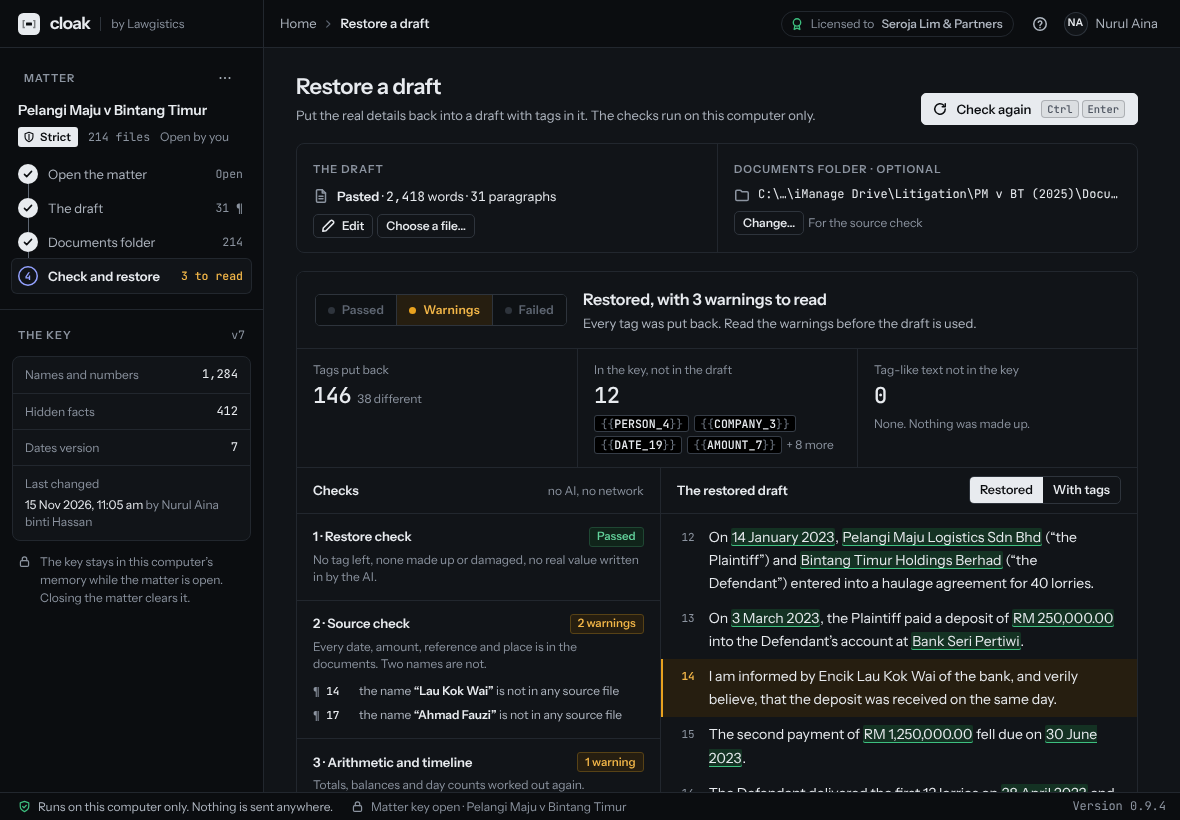 cloak | by Lawgistics
Home > Restore a draft
Licensed to Seroja Lim & Partners
NA Nurul Aina
MATTER ...
Pelangi Maju v Bintang Timur
Strict 214 files Open by you
Open the matter Open
The draft 31 ¶
Documents folder 214
4 Check and restore 3 to read
THE KEY v7
Names and numbers 1,284
Hidden facts 412
Dates version 7
Last changed
15 Nov 2026, 11:05 am by Nurul Aina
binti Hassan
The key stays in this computer's
memory while the matter is open.
Closing the matter clears it.
Restore a draft
Put the real details back into a draft with tags in it. The checks run on this computer only.
Check again Ctrl Enter
THE DRAFT
Pasted · 2,418 words · 31 paragraphs
Edit Choose a file…
DOCUMENTS FOLDER · OPTIONAL
C:\…\iManage Drive\Litigation\PM v BT (2025)\Docu…
Change… For the source check
Passed Warnings Failed
Restored, with 3 warnings to read
Every tag was put back. Read the warnings before the draft is used.
Tags put back
146 38 different
In the key, not in the draft
12
{{PERSON_4}} {{COMPANY_3}}
{{DATE_19}} {{AMOUNT_7}} + 8 more
Tag-like text not in the key
0
None. Nothing was made up.
Checks no AI, no network
1 · Restore check Passed
No tag left, none made up or damaged, no real value written
in by the AI.
2 · Source check 2 warnings
Every date, amount, reference and place is in the
documents. Two names are not.
¶ 14 the name “Lau Kok Wai” is not in any source file
¶ 17 the name “Ahmad Fauzi” is not in any source file
3 · Arithmetic and timeline 1 warning
Totals, balances and day counts worked out again.
The restored draft Restored With tags
12 On 14 January 2023, Pelangi Maju Logistics Sdn Bhd (“the
Plaintiff”) and Bintang Timur Holdings Berhad (“the
Defendant”) entered into a haulage agreement for 40 lorries.
13 On 3 March 2023, the Plaintiff paid a deposit of RM 250,000.00
into the Defendant’s account at Bank Seri Pertiwi.
14 I am informed by Encik Lau Kok Wai of the bank, and verily
believe, that the deposit was received on the same day.
15 The second payment of RM 1,250,000.00 fell due on 30 June
2023.
16 The Defendant delivered the first 12 lorries on 28 April 2023 and
Runs on this computer only. Nothing is sent anywhere. Matter key open · Pelangi Maju v Bintang Timur
Version 0.9.4